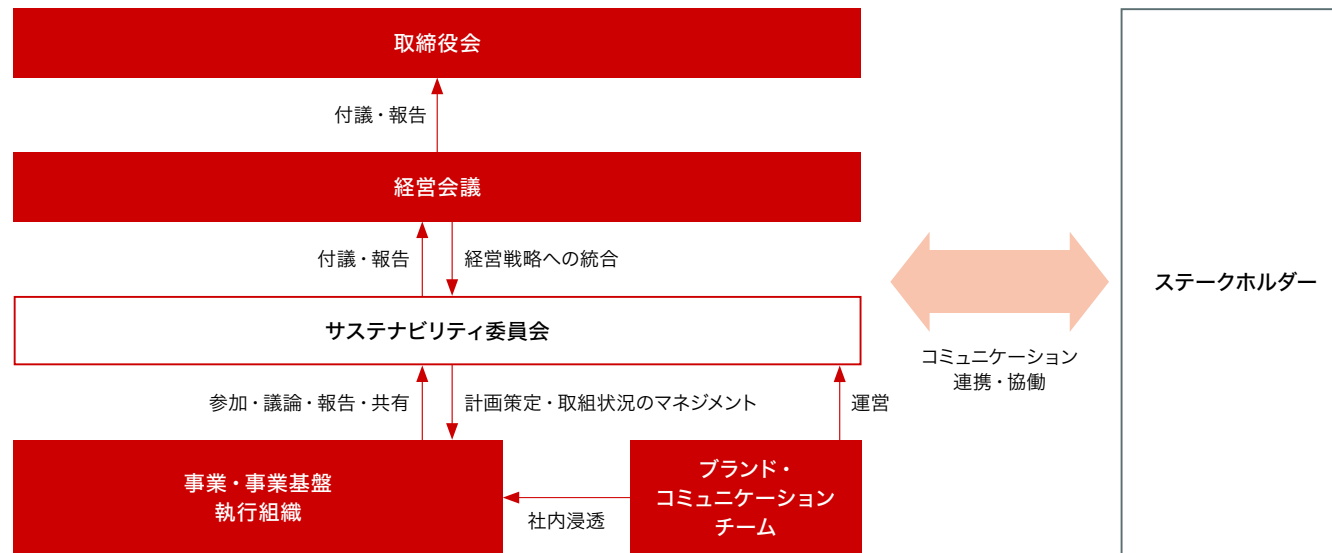 取締役会
付議・報告
経営会議
付議・報告
経営戦略への統合
サステナビリティ委員会
参加・議論・報告・共有
計画策定・取組状況のマネジメント
運営
事業・事業基盤
執行組織
社内浸透
ブランド・
コミュニケーション
チーム
コミュニケーション
連携・協働
ステークホルダー